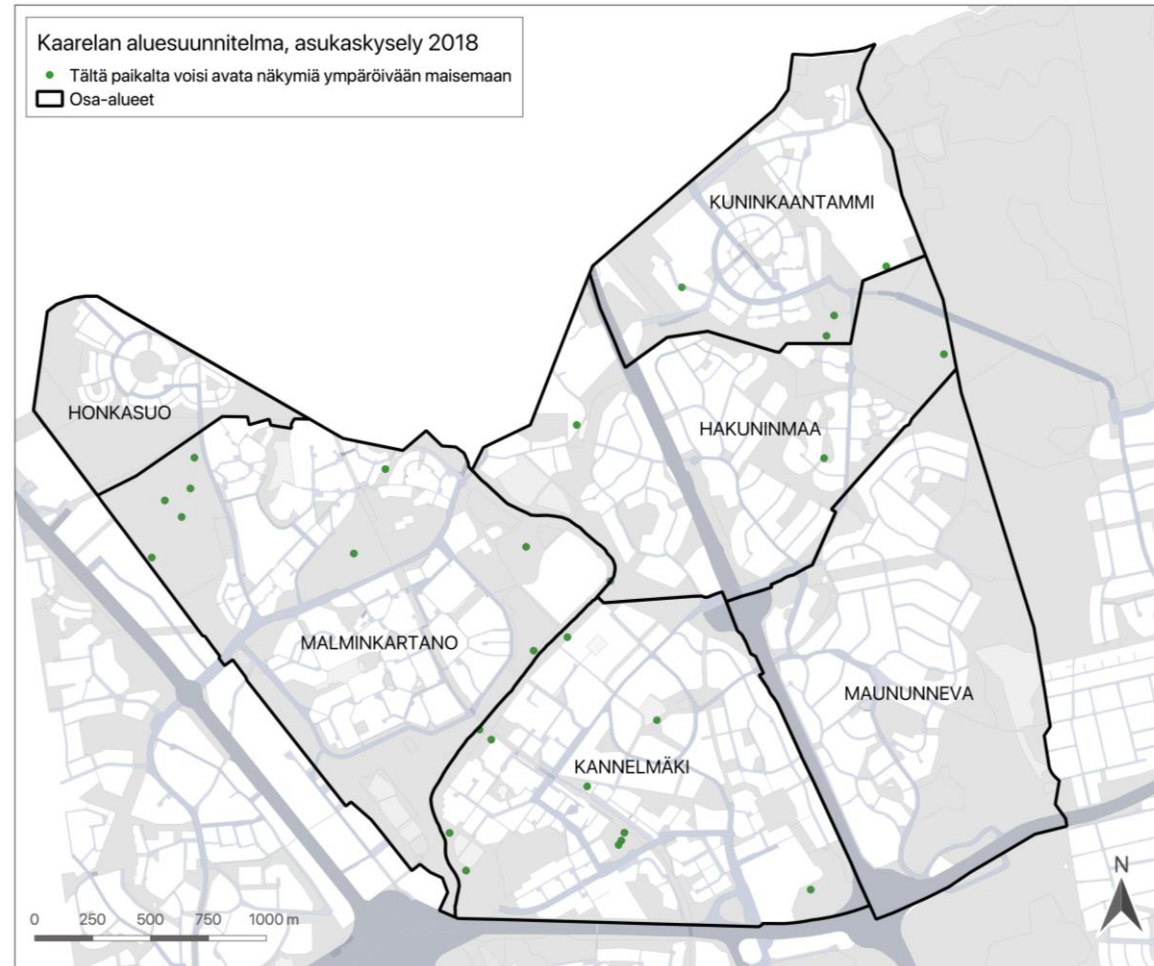 Kaarelan aluesuunnitelma, asukaskysely 2018
Tältä paikalta voisi avata näkymiä ympäröivään maisemaan
Osa-alueet
KUNINKAANTAMMI
HONKASUO
HAKUNINMAA
MALMINKARTANO
MAUNUNNEVA
KANNELMÄKI
N
0 250 500 750 1000 m